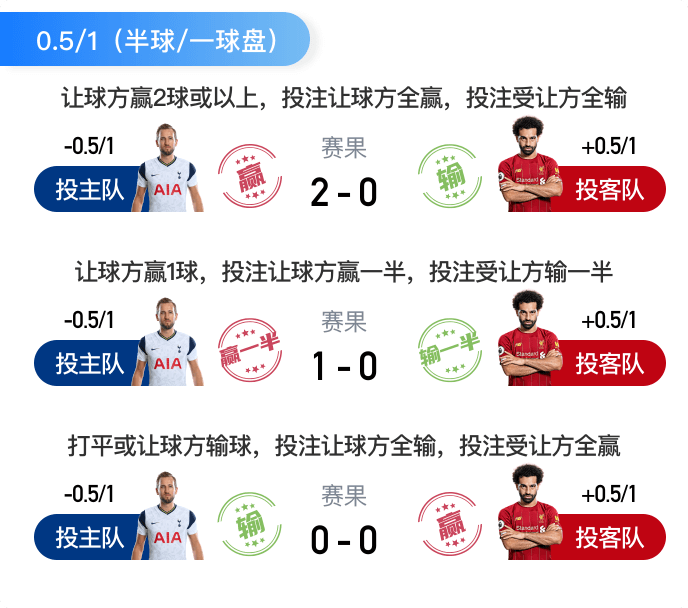 0.5/1（半球/一球盘）
让球方赢2球或以上，投注让球方全赢，投注受让方全输
-0.5/1 赛果 +0.5/1
投主队 AIA 赢 2-0 输 Standard 投客队
让球方赢1球，投注让球方赢一半，投注受让方输一半
-0.5/1 赛果 +0.5/1
投主队 AIA 赢一半 1-0 输一半 Standard 投客队
打平或让球方输球，投注让球方全输，投注受让方全赢
-0.5/1 赛果 +0.5/1
投主队 AIA 输 0-0 赢 Standard 投客队